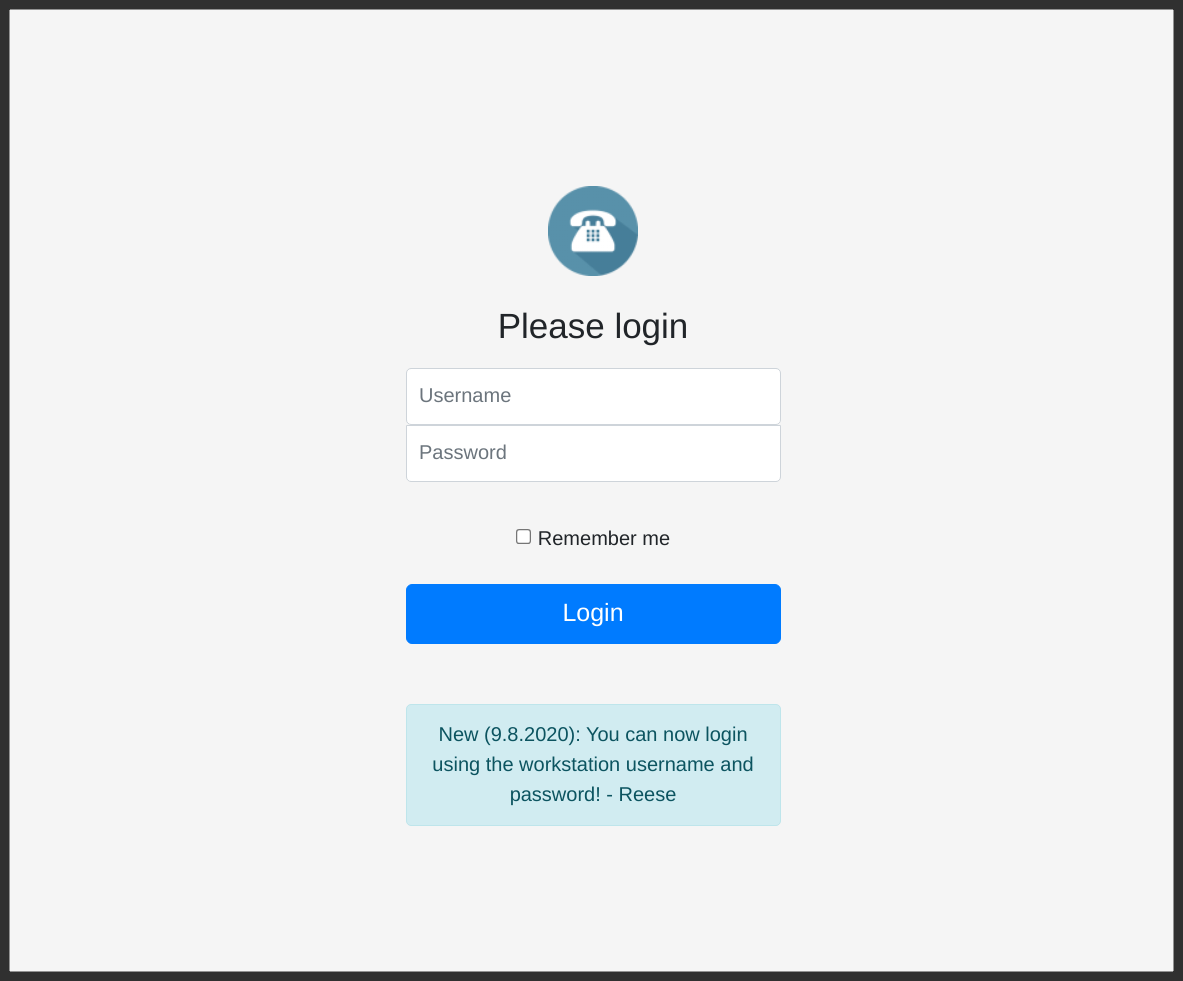 Please login
Username
Password
Remember me
Login
New (9.8.2020): You can now login
using the workstation username and
password! - Reese